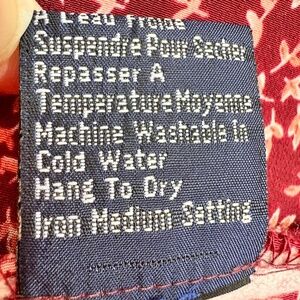 A L'eau Froide
Suspendre Pour Secher
Repasser A
Temperature Moyenne
Machine Washable in
Cold Water
Hang To Dry
Iron Medium Setting